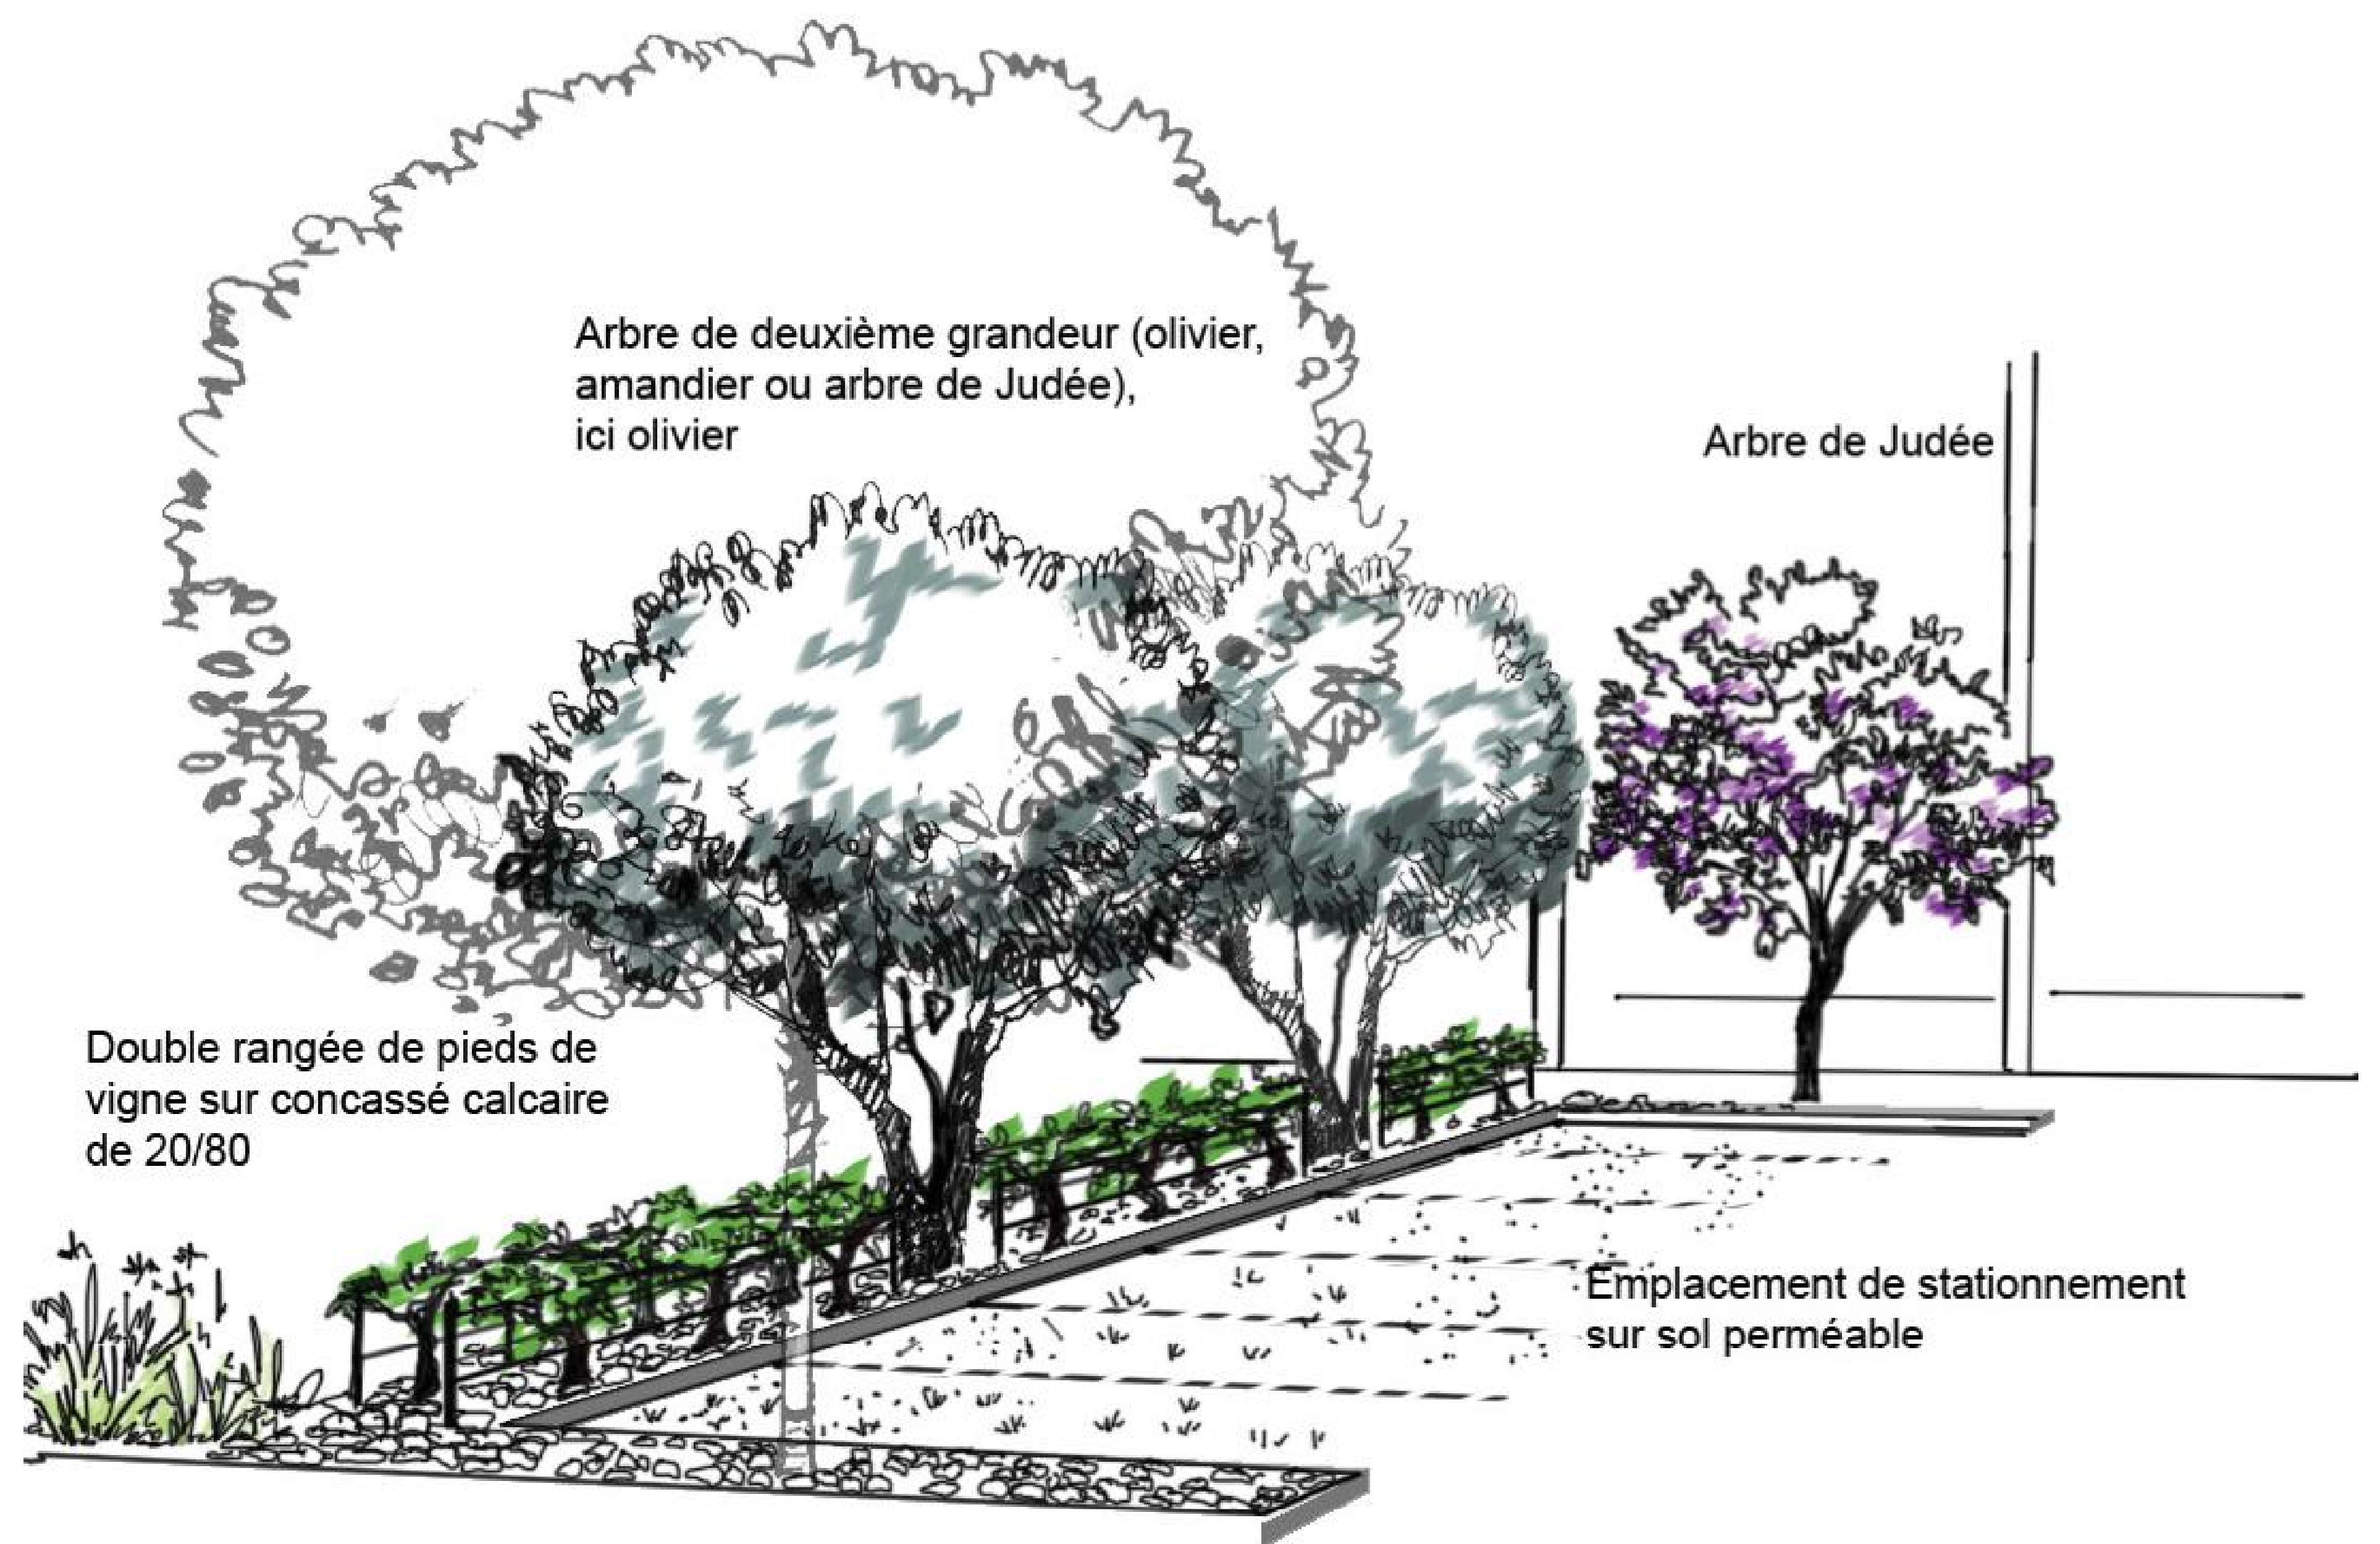 Arbre de deuxième grandeur (olivier,
amandier ou arbre de Judée),
ici olivier
Arbre de Judée
Double rangée de pieds de
vigne sur concassé calcaire
de 20/80
Emplacement de stationnement
sur sol perméable